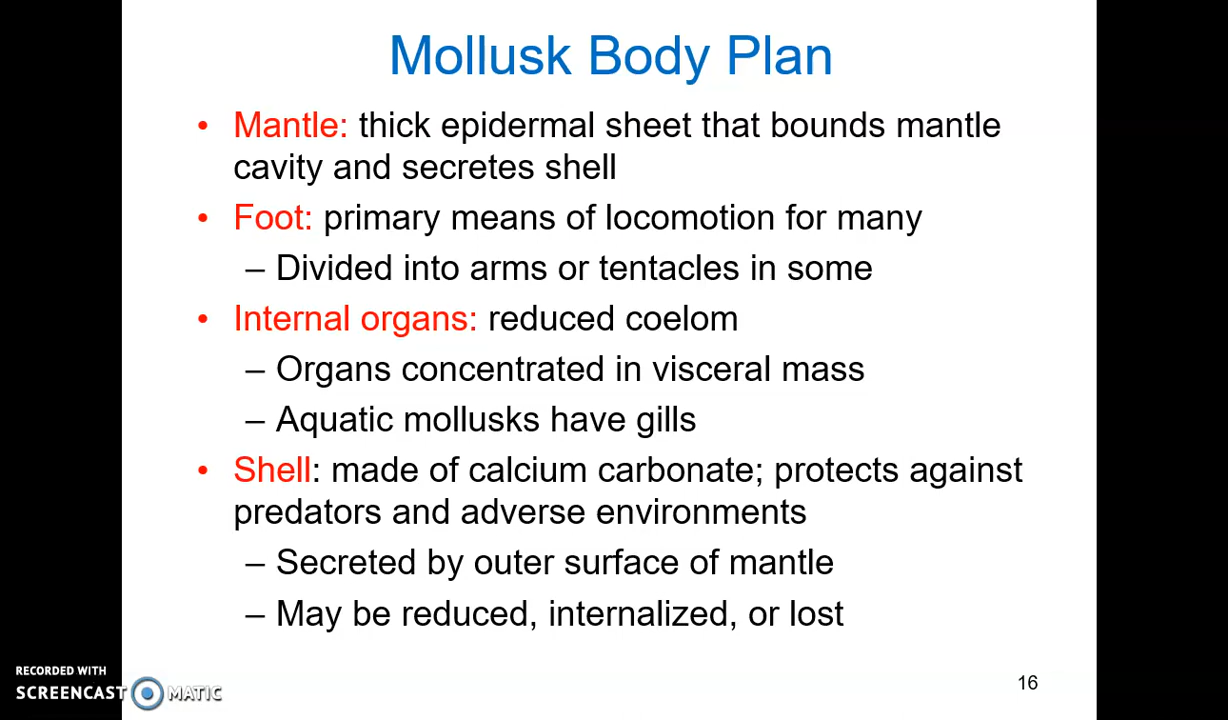 Mollusk Body Plan
• Mantle: thick epidermal sheet that bounds mantle
cavity and secretes shell
• Foot: primary means of locomotion for many
– Divided into arms or tentacles in some
• Internal organs: reduced coelom
– Organs concentrated in visceral mass
– Aquatic mollusks have gills
• Shell: made of calcium carbonate; protects against
predators and adverse environments
– Secreted by outer surface of mantle
– May be reduced, internalized, or lost
RECORDED WITH
SCREENCAST MATIC
16